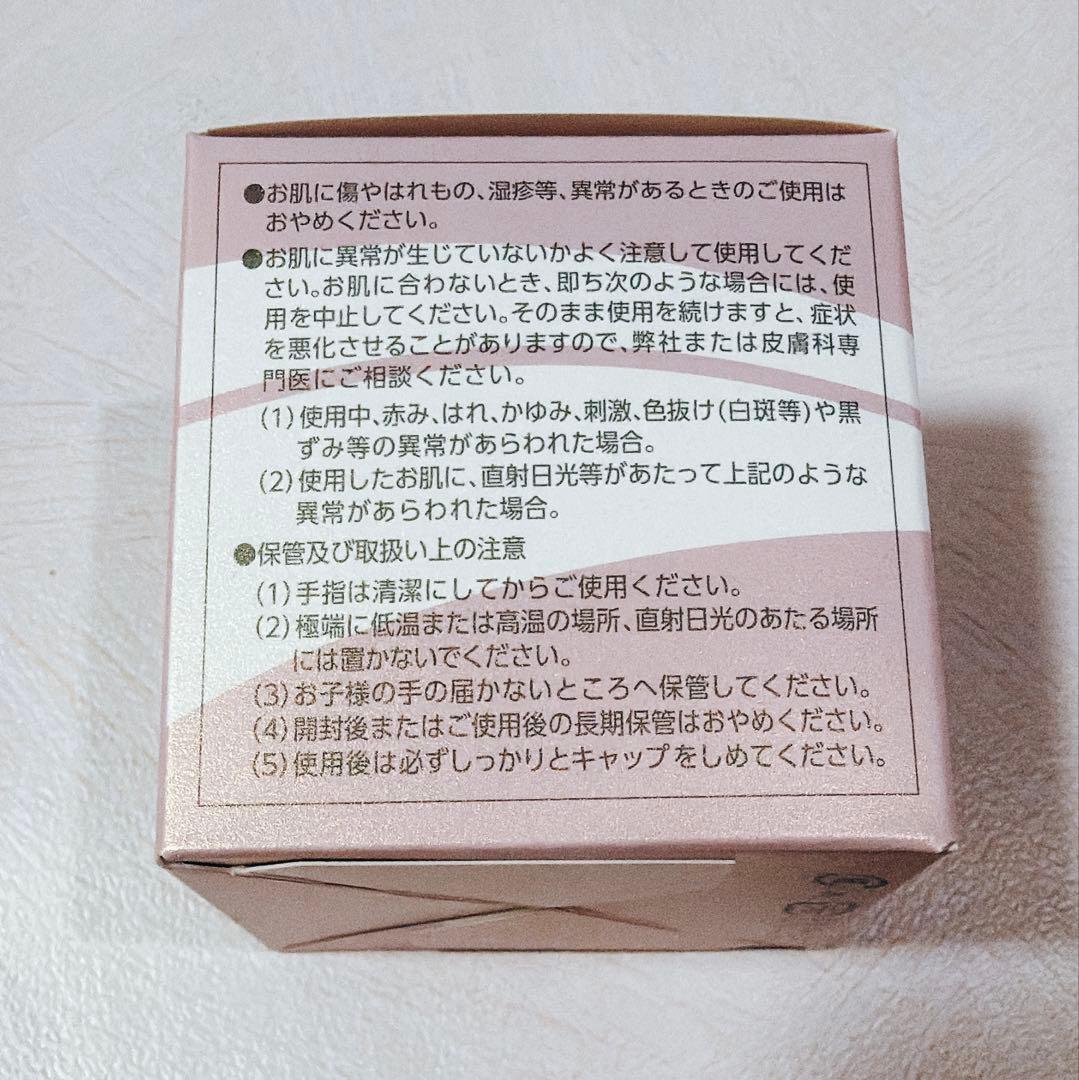 ●お肌に傷やはれもの、湿疹等、異常があるときのご使用は
おやめください。
●お肌に異常が生じていないかよく注意して使用してくだ
さい。お肌に合わないとき、即ち次のような場合には、使
用を中止してください。そのまま使用を続けますと、症状
を悪化させることがありますので、弊社または皮膚科専
門医にご相談ください。
(1)使用中、赤み、はれ、かゆみ、刺激、色抜け(白斑等)や黒
ずみ等の異常があらわれた場合。
(2)使用したお肌に、直射日光等があたって上記のような
異常があらわれた場合。
●保管及び取扱い上の注意
(1)手指は清潔にしてからご使用ください。
(2)極端に低温または高温の場所、直射日光のあたる場所
には置かないでください。
(3)お子様の手の届かないところへ保管してください。
(4)開封後またはご使用後の長期保管はおやめください。
(5)使用後は必ずしっかりとキャップをしめてください。